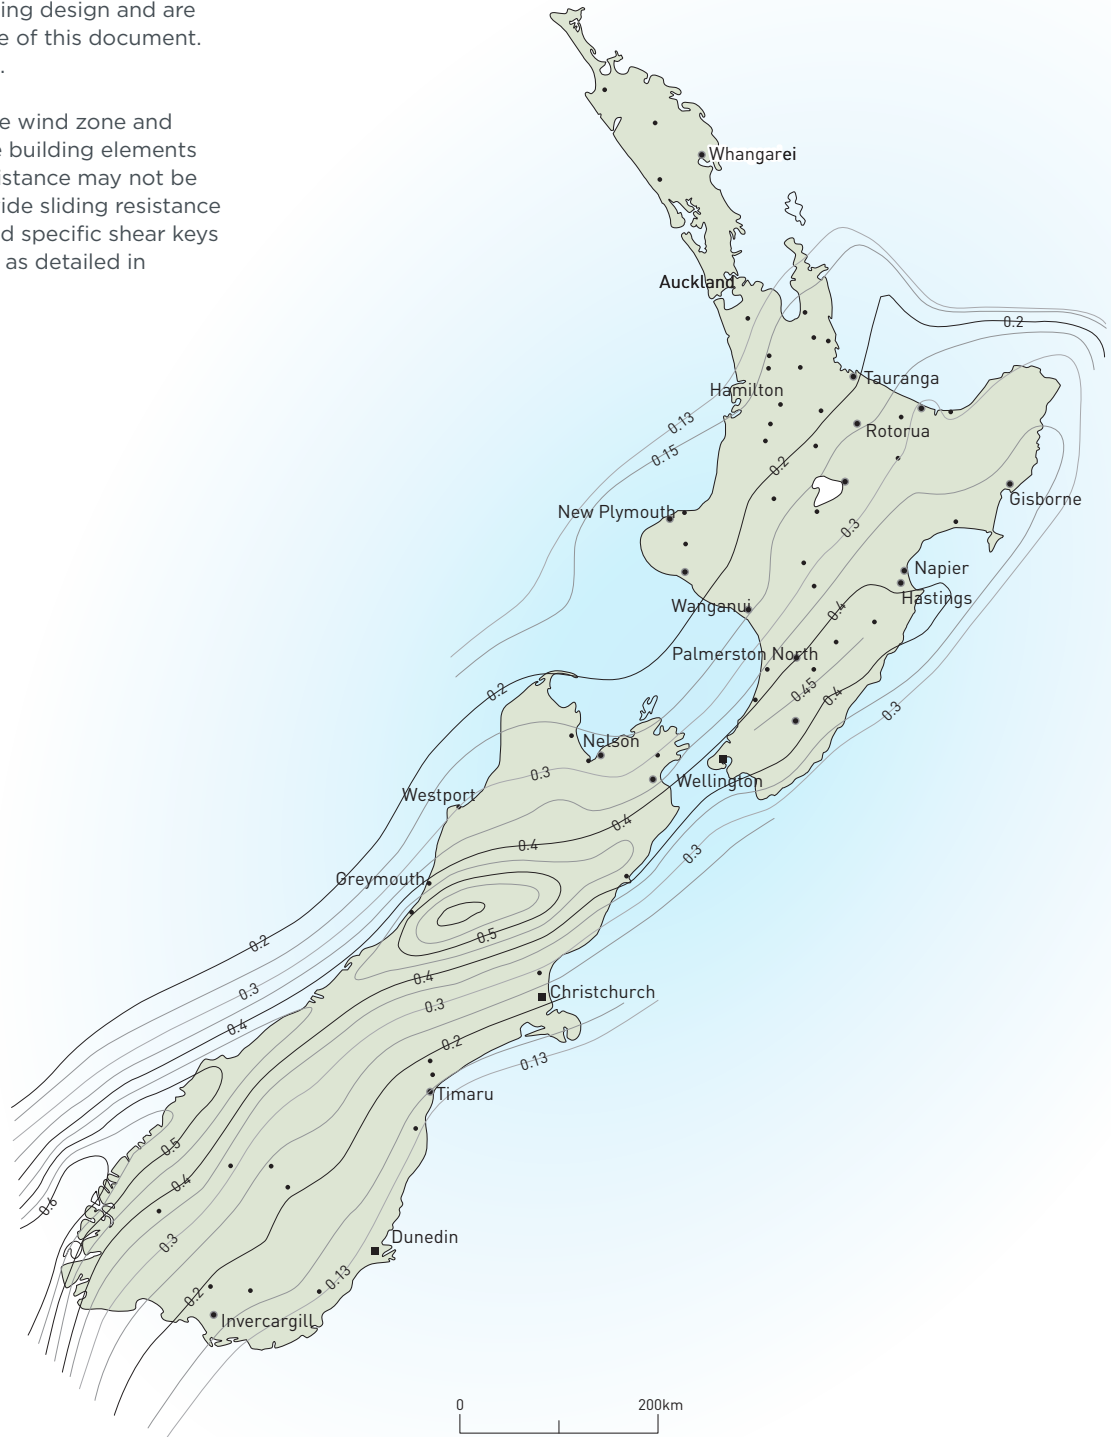 ing design and are
e of this document.
.
e wind zone and
e building elements
istance may not be
ide sliding resistance
d specific shear keys
as detailed in
Whangarei
Auckland
0.2
Tauranga
Hamilton
0.13
Rotorua
0.15
0.2
Gisborne
New Plymouth
0.3
Napier
Hastings
Wanganui
0.4
Palmerston North
0.45
0.4
0.2
0.3
Nelson
0.3
Wellington
Westport
0.4
0.4
0.3
Greymouth
0.5
0.2
0.4
0.3
Christchurch
0.3
0.4
0.2
0.13
Timaru
0.5
0.4
0.6
Dunedin
0.3
0.13
0.2
Invercargill
0
200km